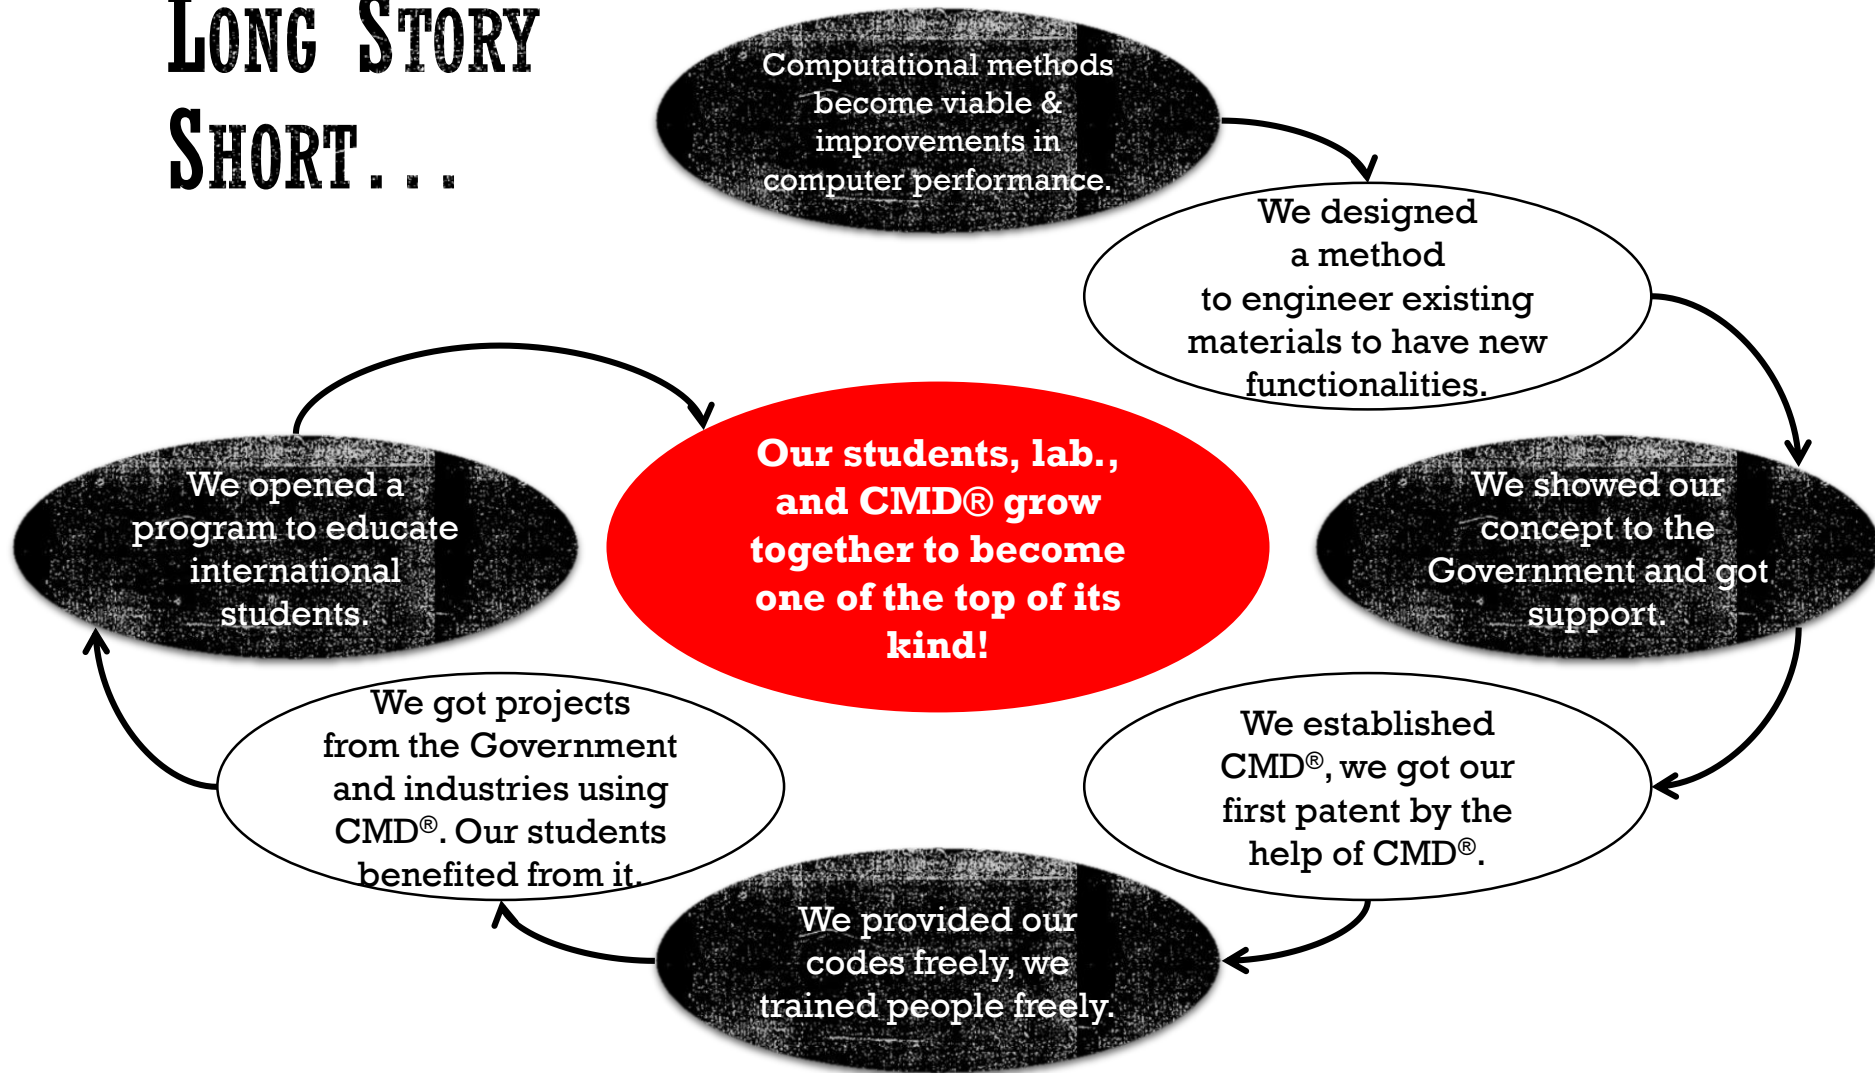 LONG STORY
SHORT...
Computational methods
become viable &
improvements in
computer performance.
We designed
a method
to engineer existing
materials to have new
functionalities.
We showed our
concept to the
Government and got
support.
We established
CMD®, we got our
first patent by the
help of CMD®.
We provided our
codes freely, we
trained people freely.
We got projects
from the Government
and industries using
CMD®. Our students
benefited from it.
We opened a
program to educate
international
students.
Our students, lab.,
and CMD® grow
together to become
one of the top of its
kind!